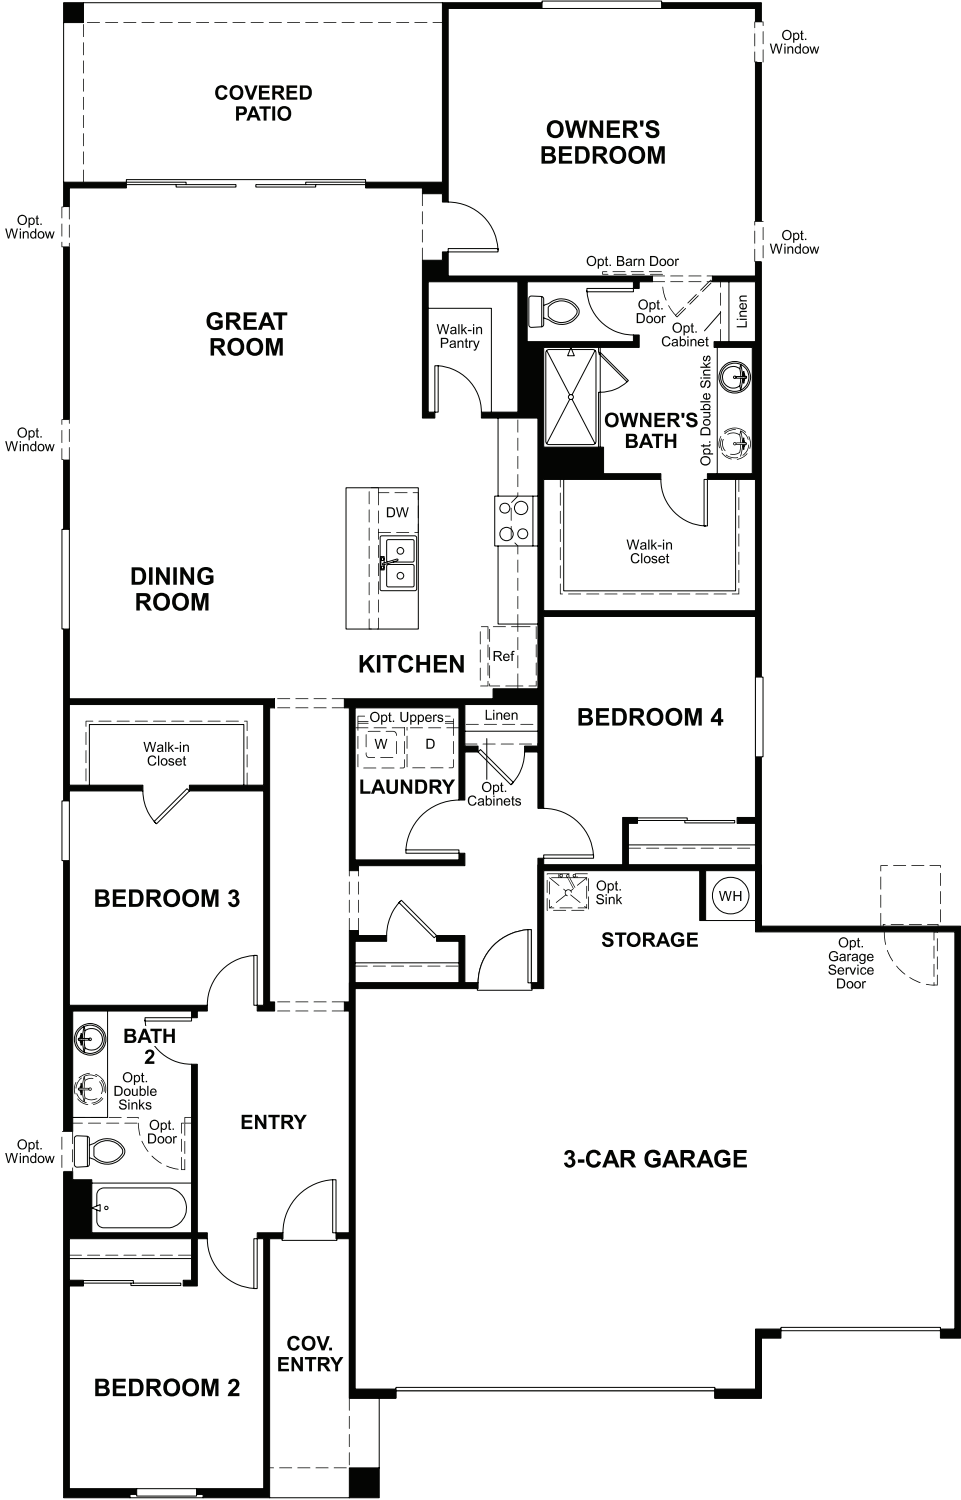 Opt.
Window
COVERED
PATIO
OWNER'S
BEDROOM
Opt.
Window
Opt.
Window
Opt. Barn Door
GREAT
ROOM
Walk-in
Pantry
Opt.
Door
Opt.
Cabinet
Linen
Opt. Double Sinks
OWNER'S
BATH
Opt.
Window
DW
Walk-in
Closet
DINING
ROOM
KITCHEN
Ref
Opt. Uppers
W
D
LAUNDRY
Linen
Opt.
Cabinets
BEDROOM 4
Walk-in
Closet
BEDROOM 3
Opt.
Sink
WH
STORAGE
Opt.
Garage
Service
Door
BATH
2
Opt.
Double
Sinks
Opt.
Door
Opt.
Window
ENTRY
3-CAR GARAGE
COV.
ENTRY
BEDROOM 2